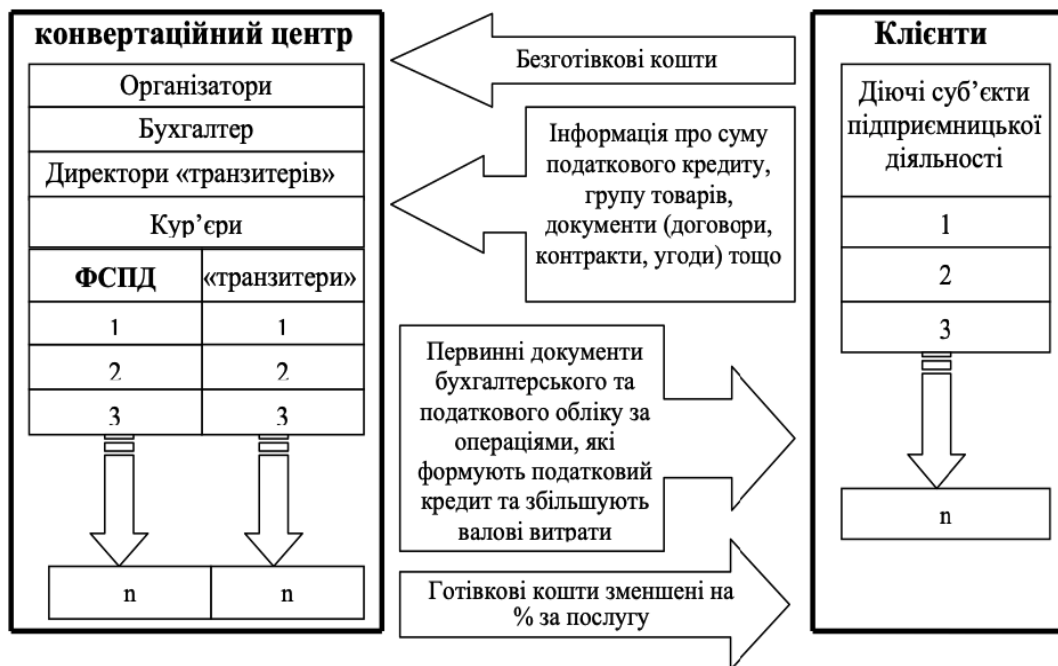 конвертаційний центр
Організатори
Бухгалтер
Директори «транзитерів»
Кур’єри
ФСПД «транзитери»
1 1
2 2
3 3
n n
Безготівкові кошти
Інформація про суму
податкового кредиту,
групу товарів,
документи (договори,
контракти, угоди) тощо
Первинні документи
бухгалтерського та
податкового обліку за
операціями, які
формують податковий
кредит та збільшують
валові витрати
Готівкові кошти зменшені на
% за послугу
Клієнти
Діючі суб’єкти
підприємницької
діяльності
1
2
3
n